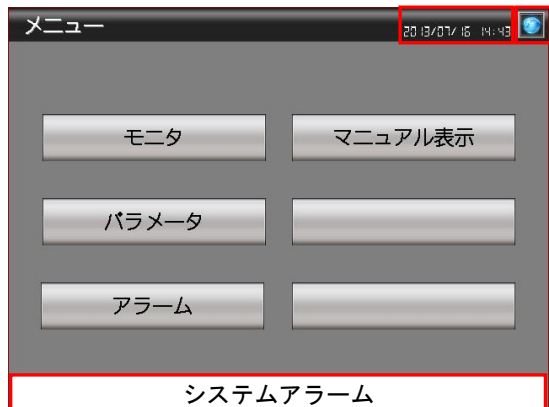 メニュー
2013/07/16 14:43
モニタ
マニュアル表示
パラメータ
アラーム
システムアラーム